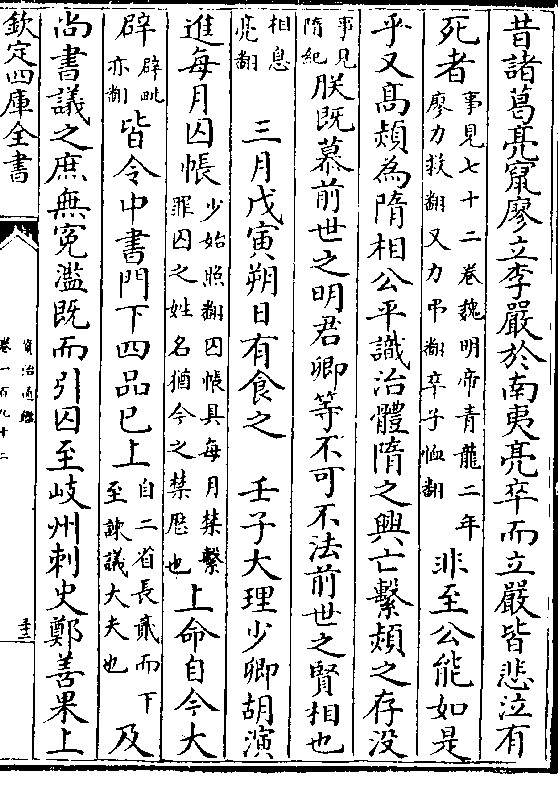 昔諸葛亮竄廖立李嚴於南夷亮卒而立嚴皆悲泣有
死者事見七十二卷魏明帝青龍二年廖力救翻又力弔翻卒子恤翻非至公能如是
乎又髙熲為隋相公平識治體隋之興亡繫熲之存没
事見隋紀朕既慕前世之明君卿等不可不法前世之賢相也
相息亮翻　三月戊寅朔日有食之　壬子大理少卿胡演
進每月囚帳少始照翻囚帳具每月禁繫罪囚之姓名猶今之禁歷也上命自今大
辟辟毗亦翻皆令中書門下四品已上自二省長貳而下至諫議大夫也及
尚書議之庶無寃濫既而引囚至岐州刺史鄭善果上
欽定四庫全書
資治通鑑
卷一百九十二